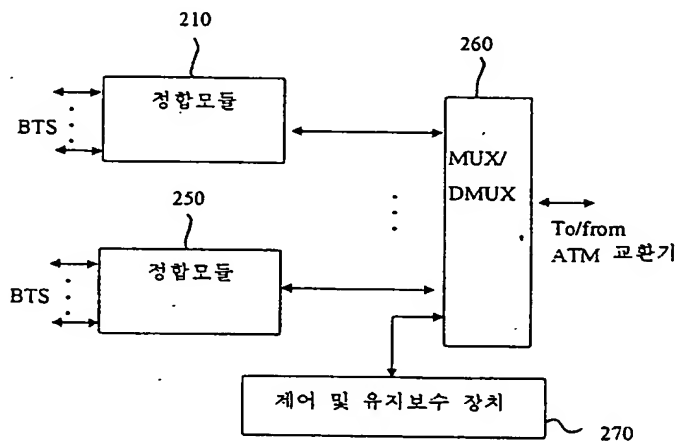 210
정합모듈
BTS
260
MUX/
DMUX
To/from
ATM 교환기
250
정합모듈
BTS
제어 및 유지보수 장치
270